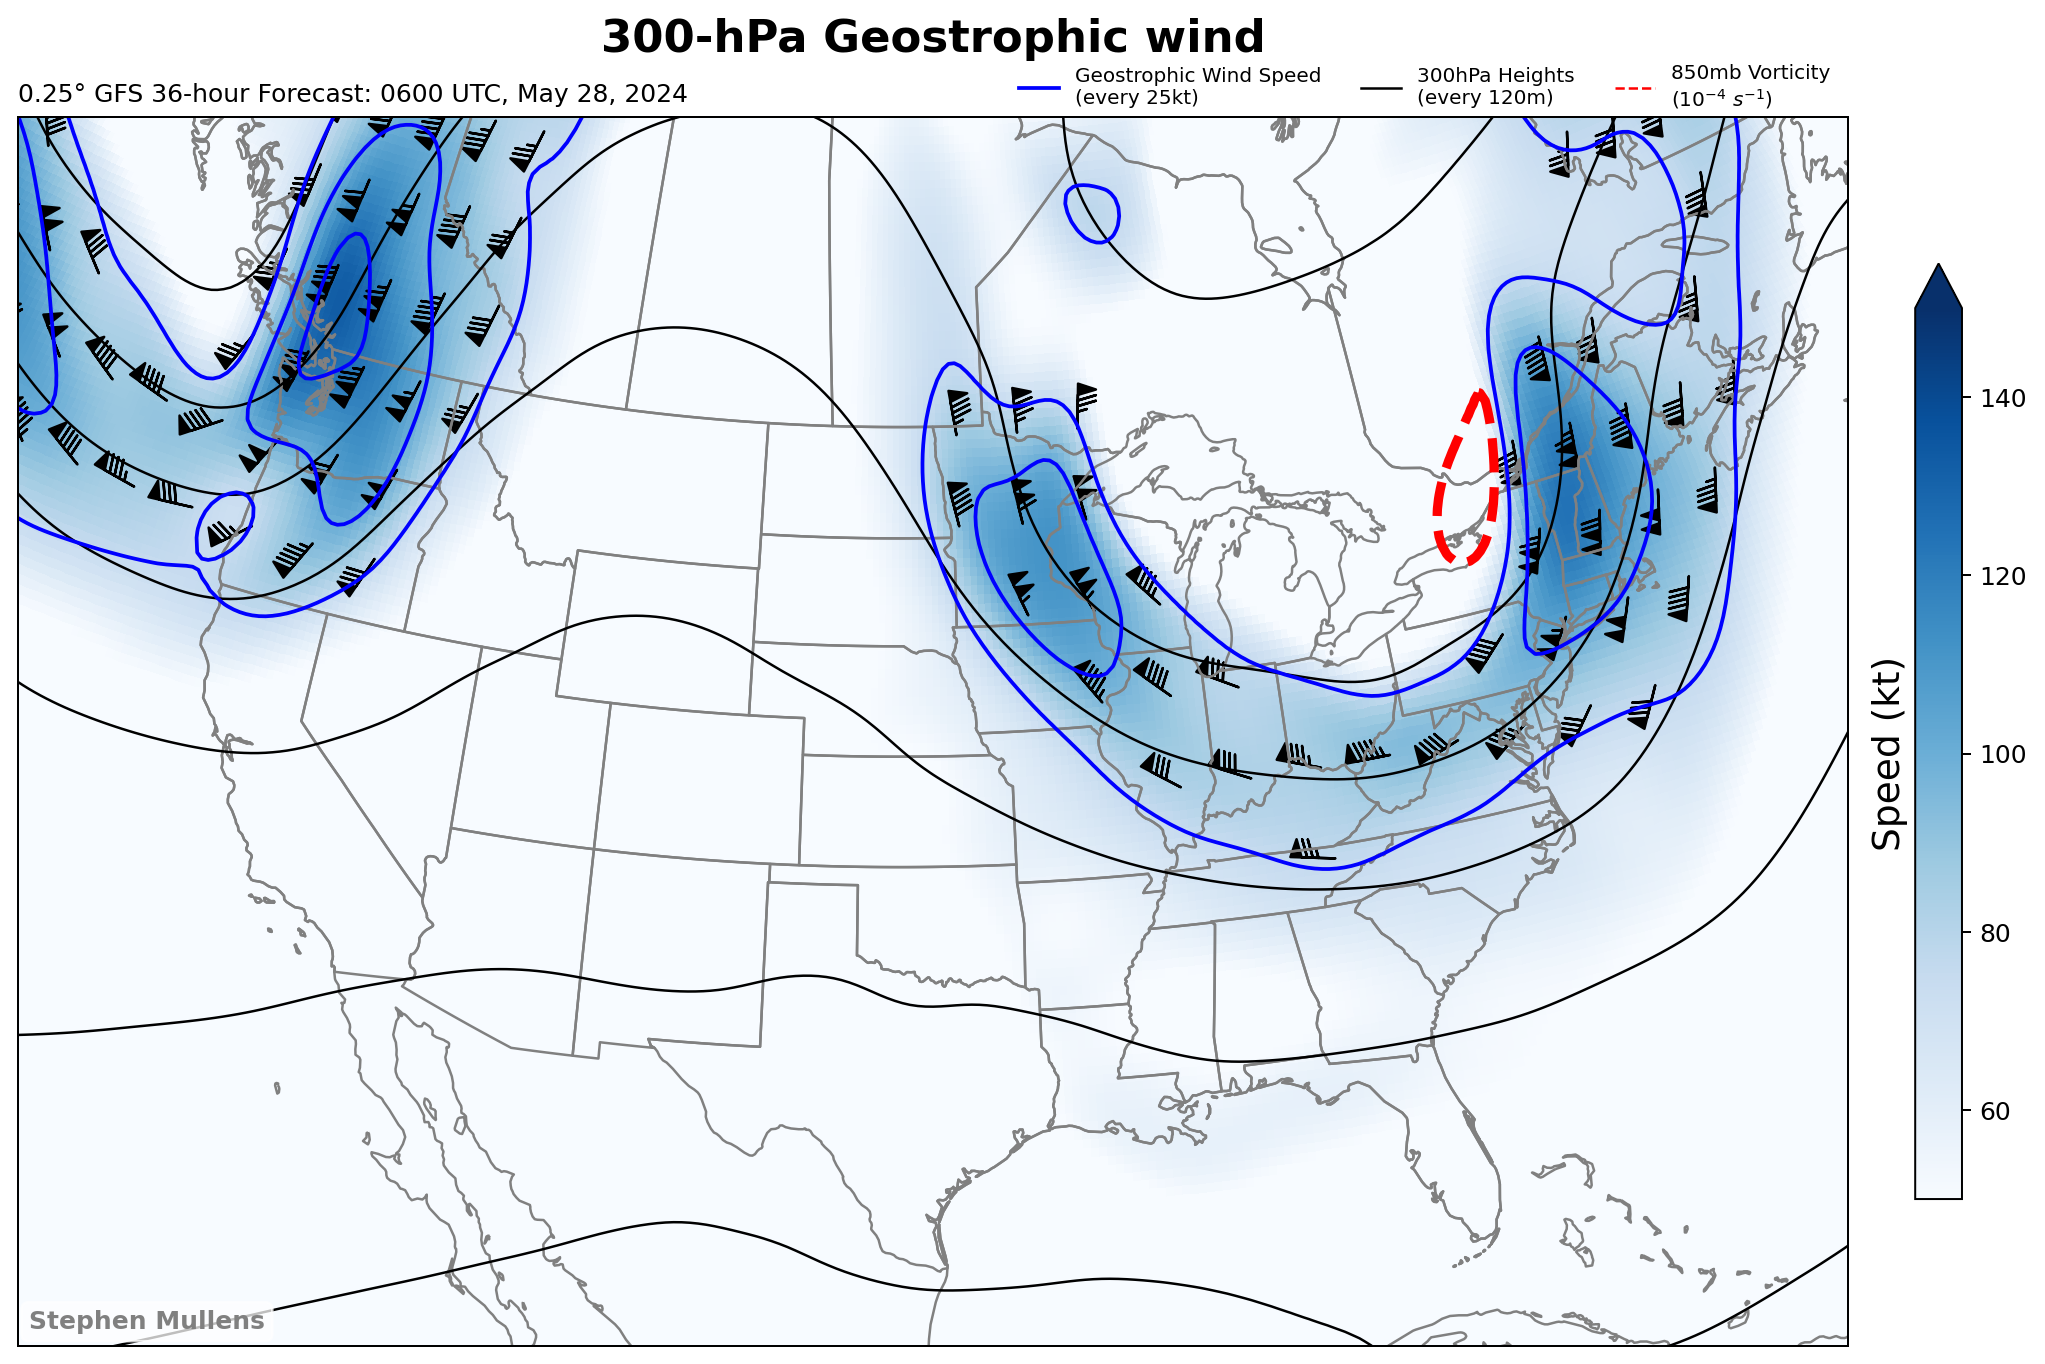 300-hPa Geostrophic wind
0.25° GFS 36-hour Forecast: 0600 UTC, May 28, 2024
Geostrophic Wind Speed
(every 25kt)
300hPa Heights
(every 120m)
850mb Vorticity
(10⁻⁴ s⁻¹)
140
120
100
80
60
Speed (kt)
Stephen Mullens